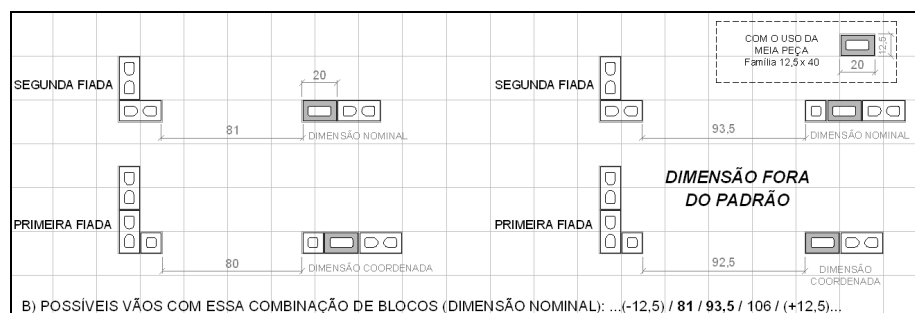 COM O USO DA
MEIA PEÇA
Família 12,5 x 40
12,5
20
SEGUNDA FIADA
20
81
DIMENSÃO NOMINAL
SEGUNDA FIADA
93,5
DIMENSÃO NOMINAL
DIMENSÃO FORA
DO PADRÃO
PRIMEIRA FIADA
80
DIMENSÃO COORDENADA
PRIMEIRA FIADA
92,5
DIMENSÃO
COORDENADA
B) POSSÍVEIS VÃOS COM ESSA COMBINAÇÃO DE BLOCOS (DIMENSÃO NOMINAL): ...(-12,5) / 81 / 93,5 / 106 / (+12,5)...